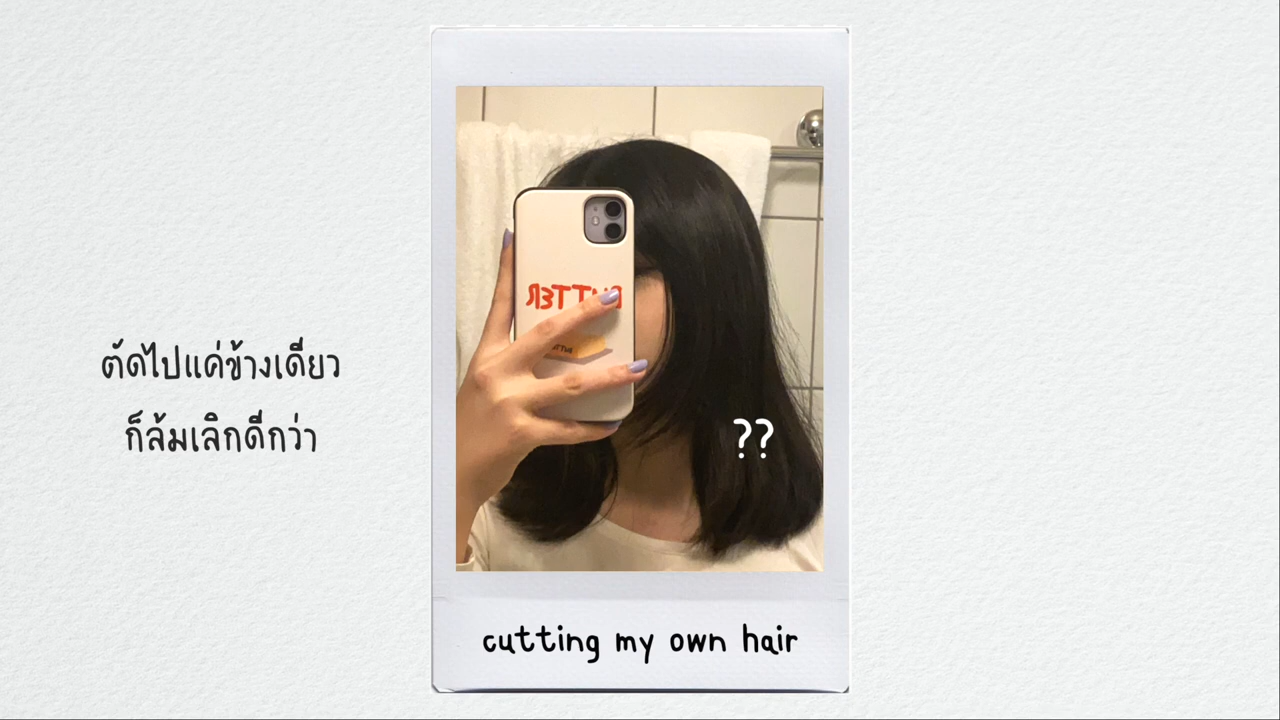 ตัดไปแค่ข้างเดียว
ก็ล้มเลิกดีกว่า
BUTTER
??
cutting my own hair